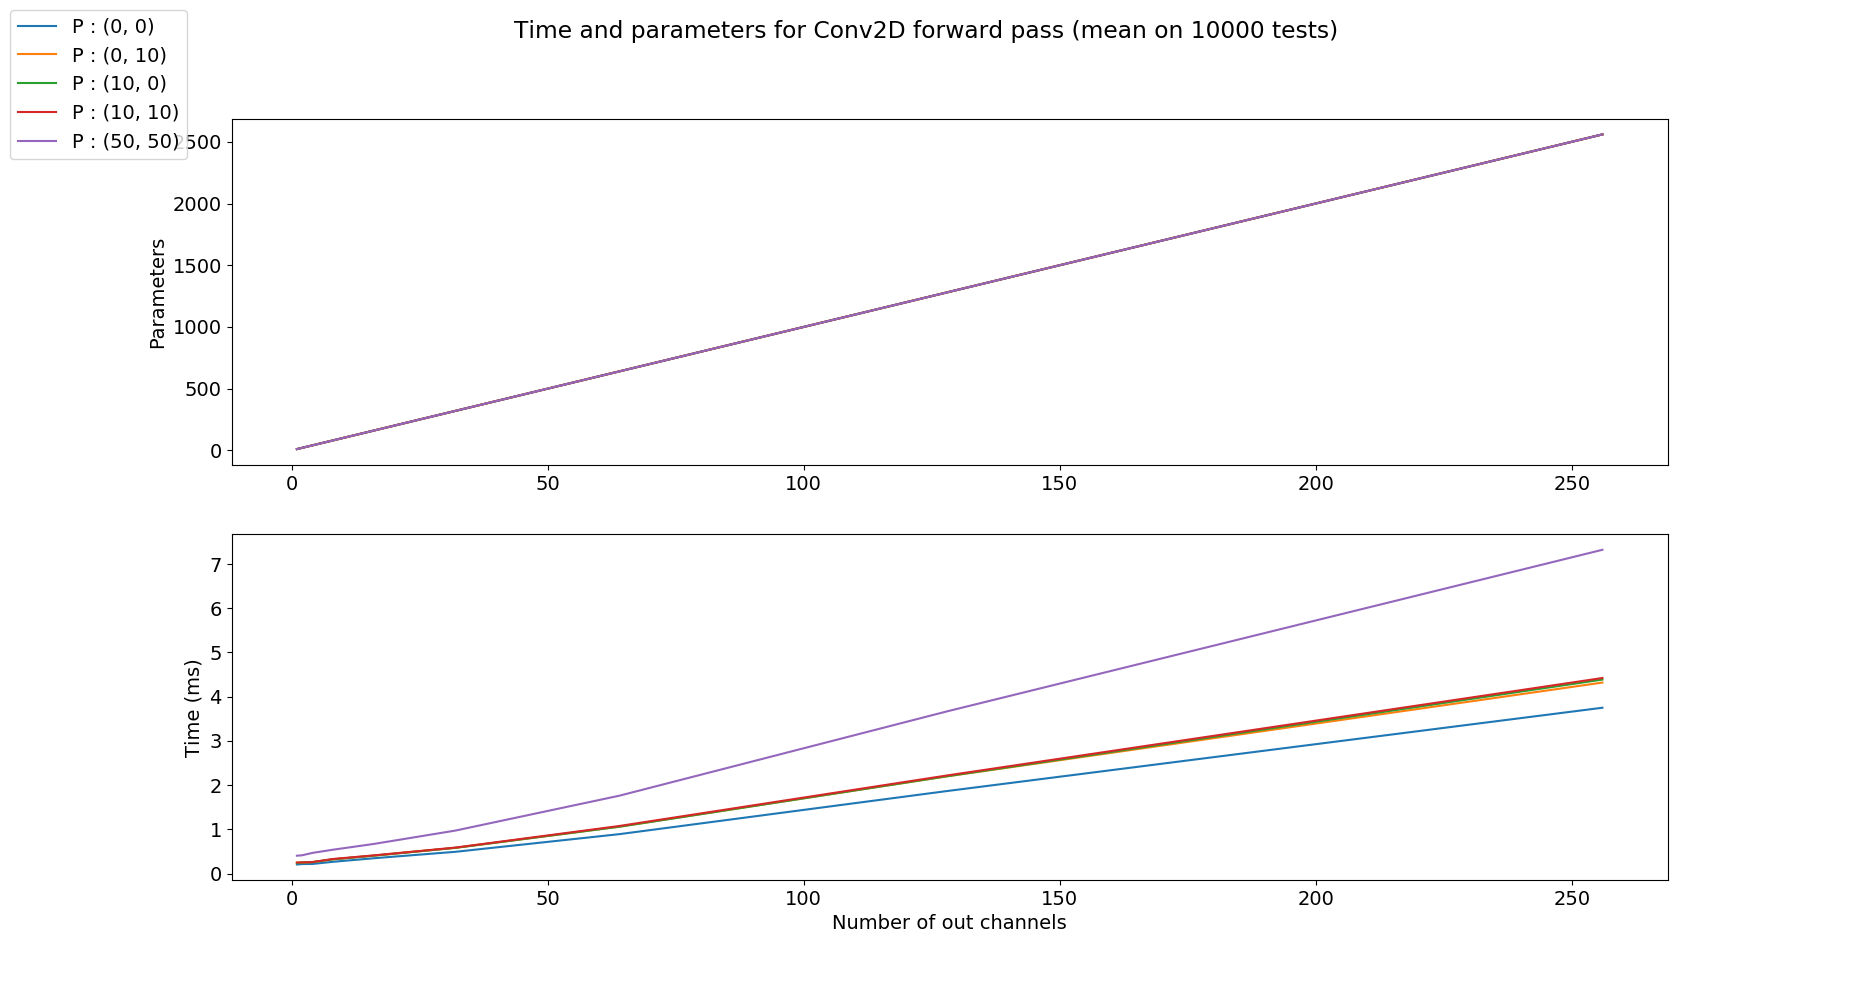 Time and parameters for Conv2D forward pass (mean on 10000 tests)
P : (0, 0)
P : (0, 10)
P : (10, 0)
P : (10, 10)
P : (50, 50)
Parameters
2500
2000
1500
1000
500
0
0 50 100 150 200 250
Time (ms)
7
6
5
4
3
2
1
0
0 50 100 150 200 250
Number of out channels